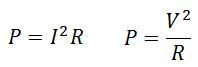 P = I²R    P = V²/R